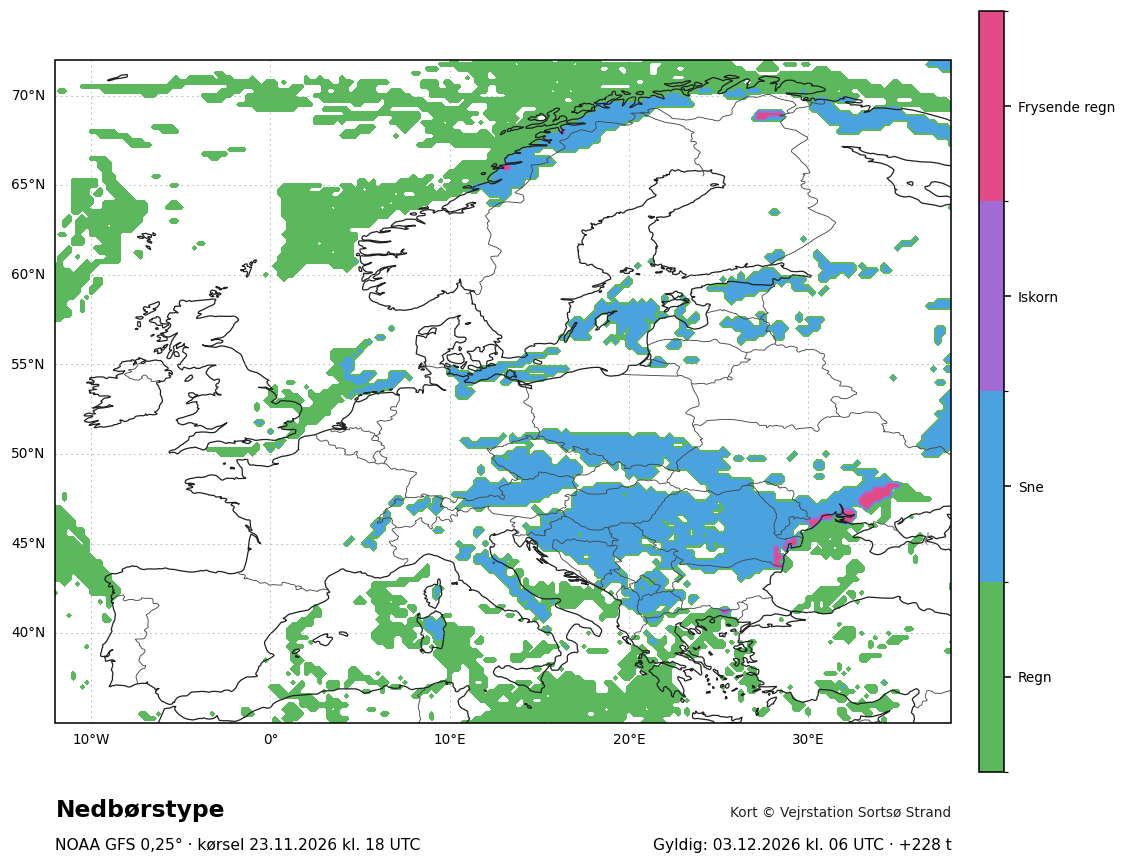 70°N
65°N
60°N
55°N
50°N
45°N
40°N
10°W
0°
10°E
20°E
30°E
Frysende regn
Iskorn
Sne
Regn
Nedbørstype
Kort © Vejrstation Sortsø Strand
NOAA GFS 0,25° · kørsel 23.11.2026 kl. 18 UTC
Gyldig: 03.12.2026 kl. 06 UTC · +228 t